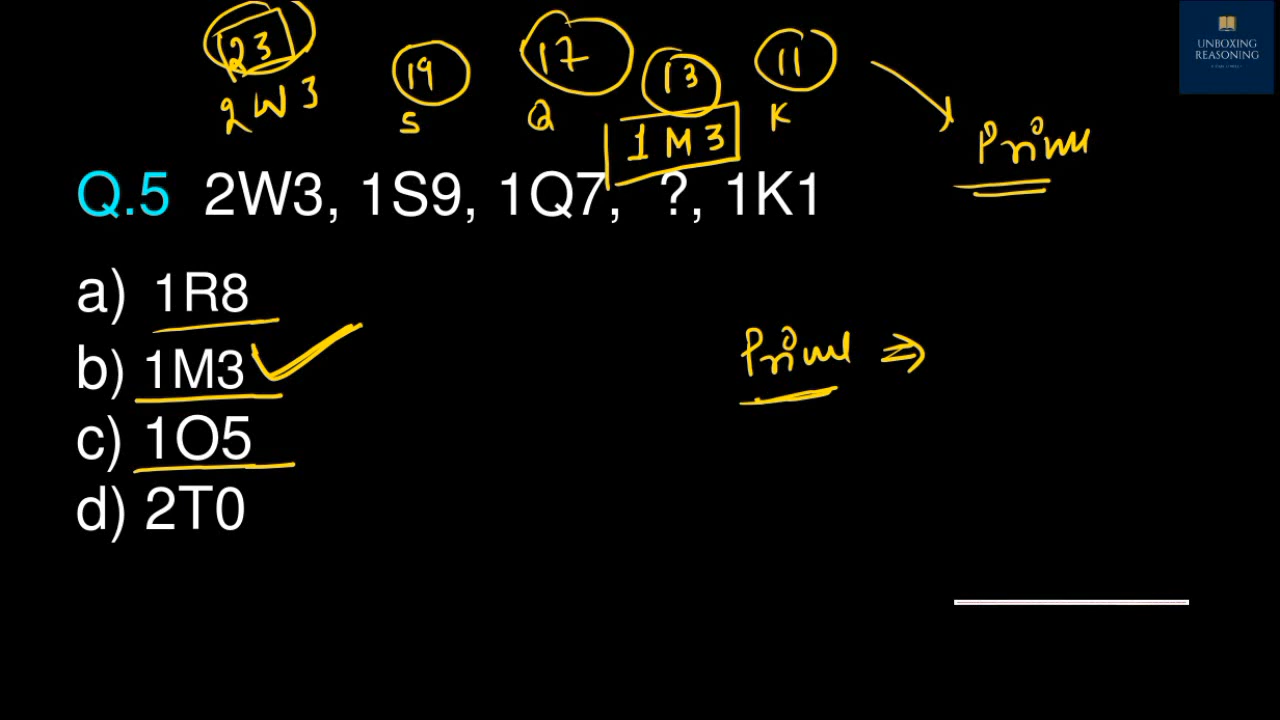 UNBOXING
REASONING
23 19 17 13 11
2W3 S Q 1M3 K
Prime
Q.5 2W3, 1S9, 1Q7, ?, 1K1
a) 1R8
b) 1M3
Prime ⇒
c) 1O5
d) 2T0